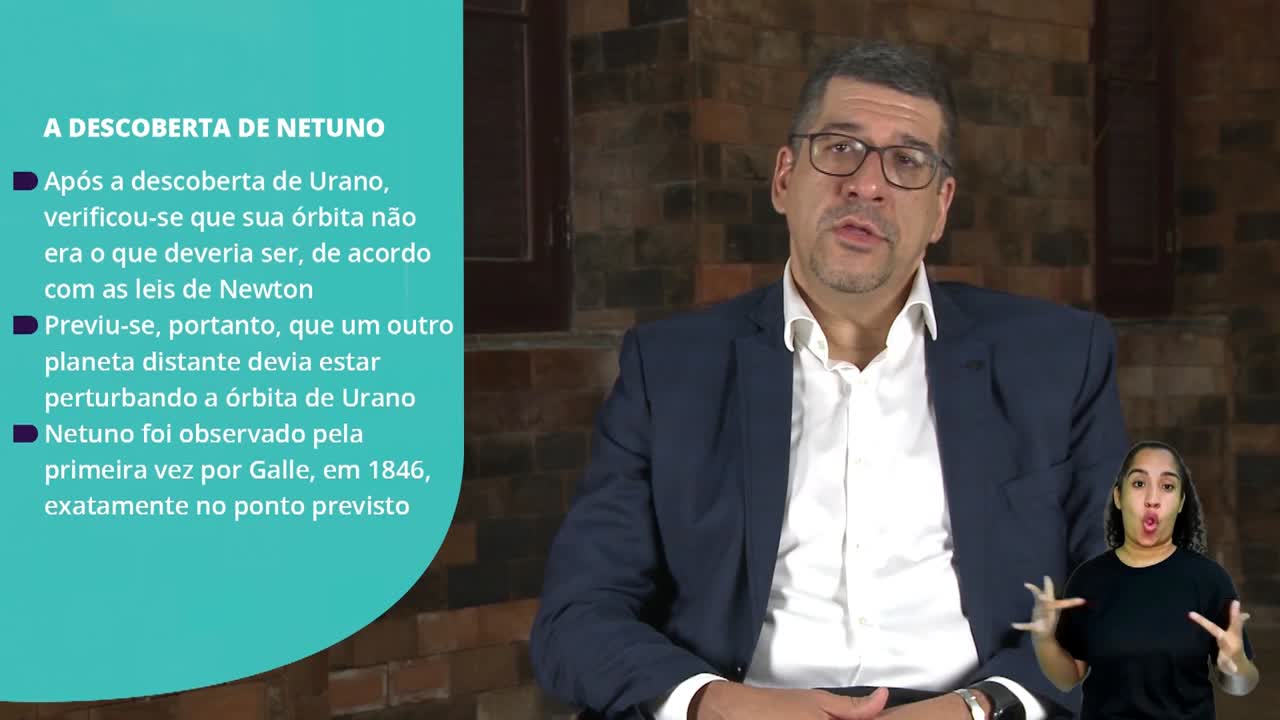 A DESCOBERTA DE NETUNO
Após a descoberta de Urano,
verificou-se que sua órbita não
era o que deveria ser, de acordo
com as leis de Newton
Previu-se, portanto, que um outro
planeta distante devia estar
perturbando a órbita de Urano
Netuno foi observado pela
primeira vez por Galle, em 1846,
exatamente no ponto previsto